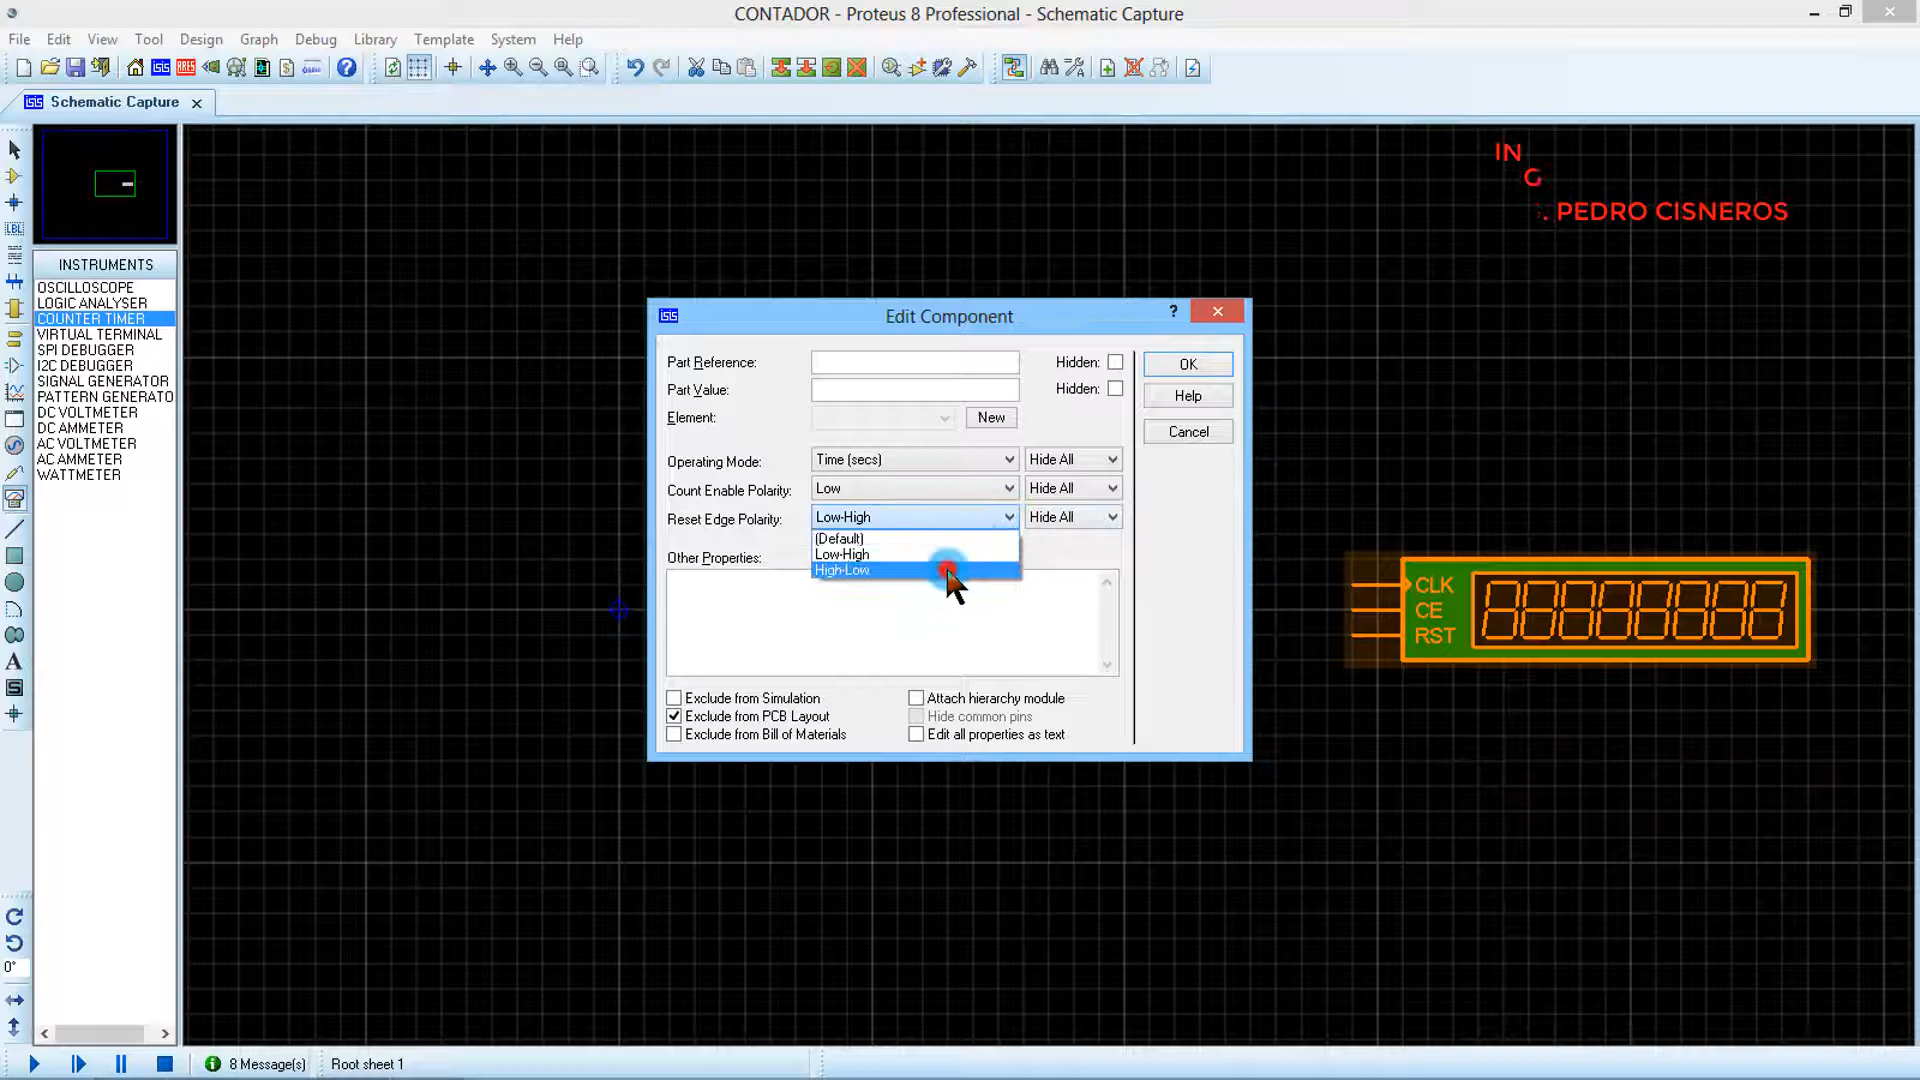 CONTADOR - Proteus 8 Professional - Schematic Capture
File Edit View Tool Design Graph Debug Library Template System Help
Schematic Capture
INSTRUMENTS
OSCILLOSCOPE
LOGIC ANALYSER
COUNTER TIMER
VIRTUAL TERMINAL
SPI DEBUGGER
I2C DEBUGGER
SIGNAL GENERATOR
PATTERN GENERATO
DC VOLTMETER
DC AMMETER
AC VOLTMETER
AC AMMETER
WATTMETER
LBL
A
S
0°
IN
G
. PEDRO CISNEROS
Edit Component
Part Reference: Hidden:
Part Value: Hidden:
Element: New
Operating Mode: Time (secs) Hide All
Count Enable Polarity: Low Hide All
Reset Edge Polarity: Low-High Hide All
(Default)
Low-High
High-Low
Other Properties:
Exclude from Simulation
Exclude from PCB Layout
Exclude from Bill of Materials
Attach hierarchy module
Hide common pins
Edit all properties as text
OK
Help
Cancel
CLK
CE
RST
8 Message(s) Root sheet 1